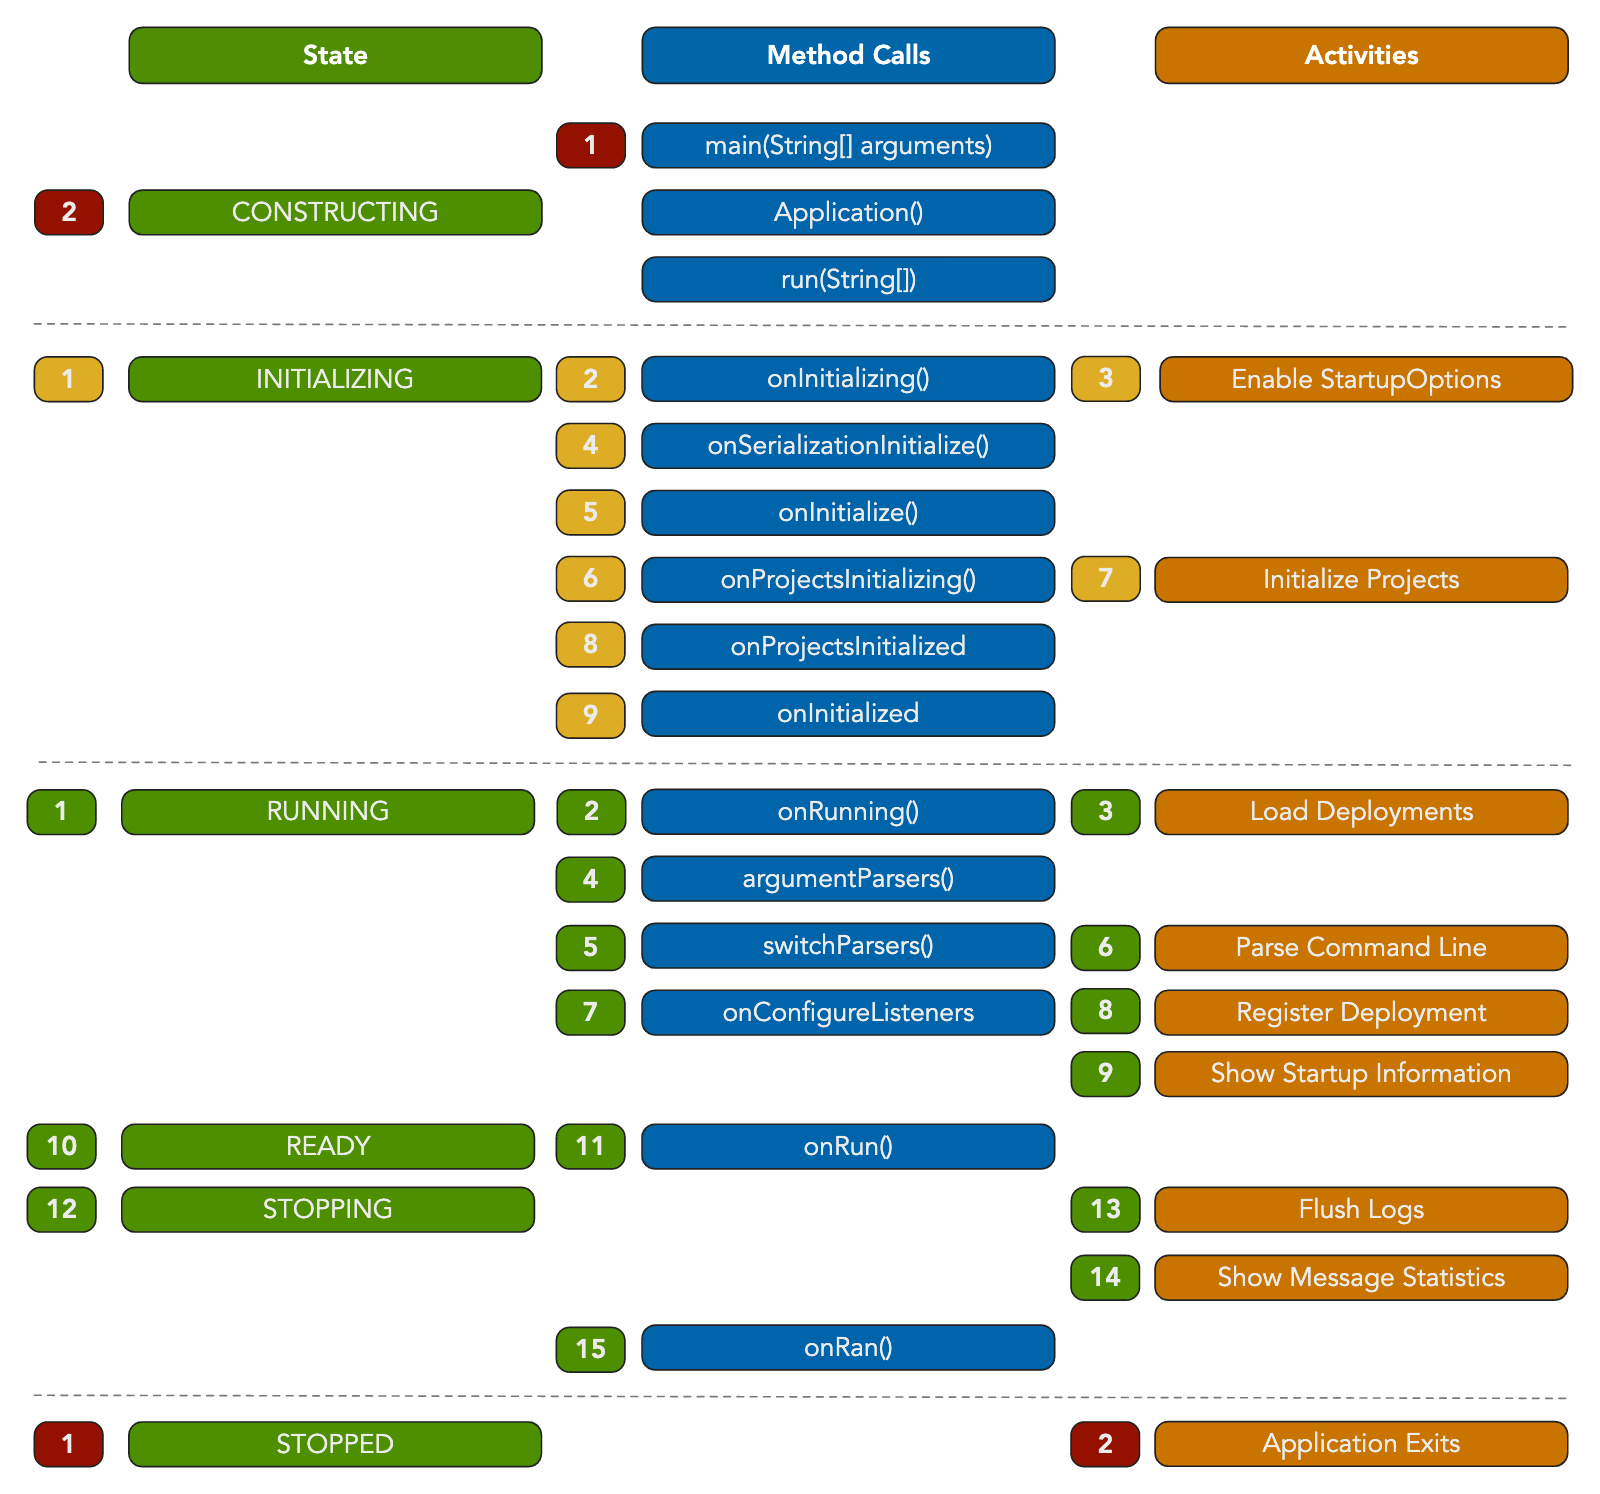 State Method Calls Activities
1 main(String[] arguments)
2 CONSTRUCTING Application()
run(String[])
1 INITIALIZING 2 onInitializing() 3 Enable StartupOptions
4 onSerializationInitialize()
5 onInitialize()
6 onProjectsInitializing() 7 Initialize Projects
8 onProjectsInitialized
9 onInitialized
1 RUNNING 2 onRunning() 3 Load Deployments
4 argumentParsers()
5 switchParsers() 6 Parse Command Line
7 onConfigureListeners 8 Register Deployment
9 Show Startup Information
10 READY 11 onRun()
12 STOPPING 13 Flush Logs
14 Show Message Statistics
15 onRan()
1 STOPPED 2 Application Exits